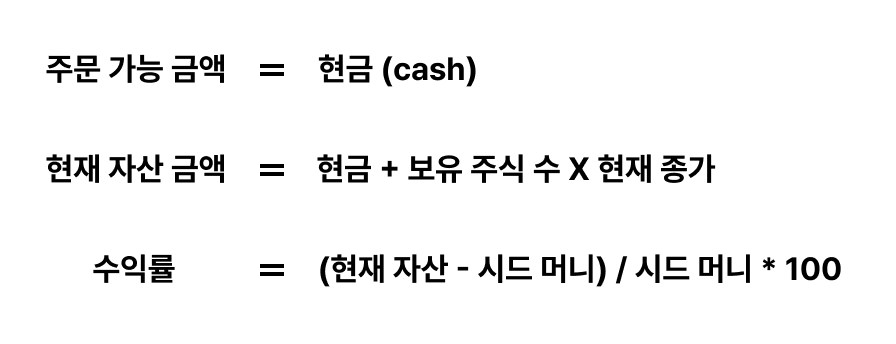 주문 가능 금액 = 현금 (cash)
현재 자산 금액 = 현금 + 보유 주식 수 X 현재 종가
수익률 = (현재 자산 - 시드 머니) / 시드 머니 * 100